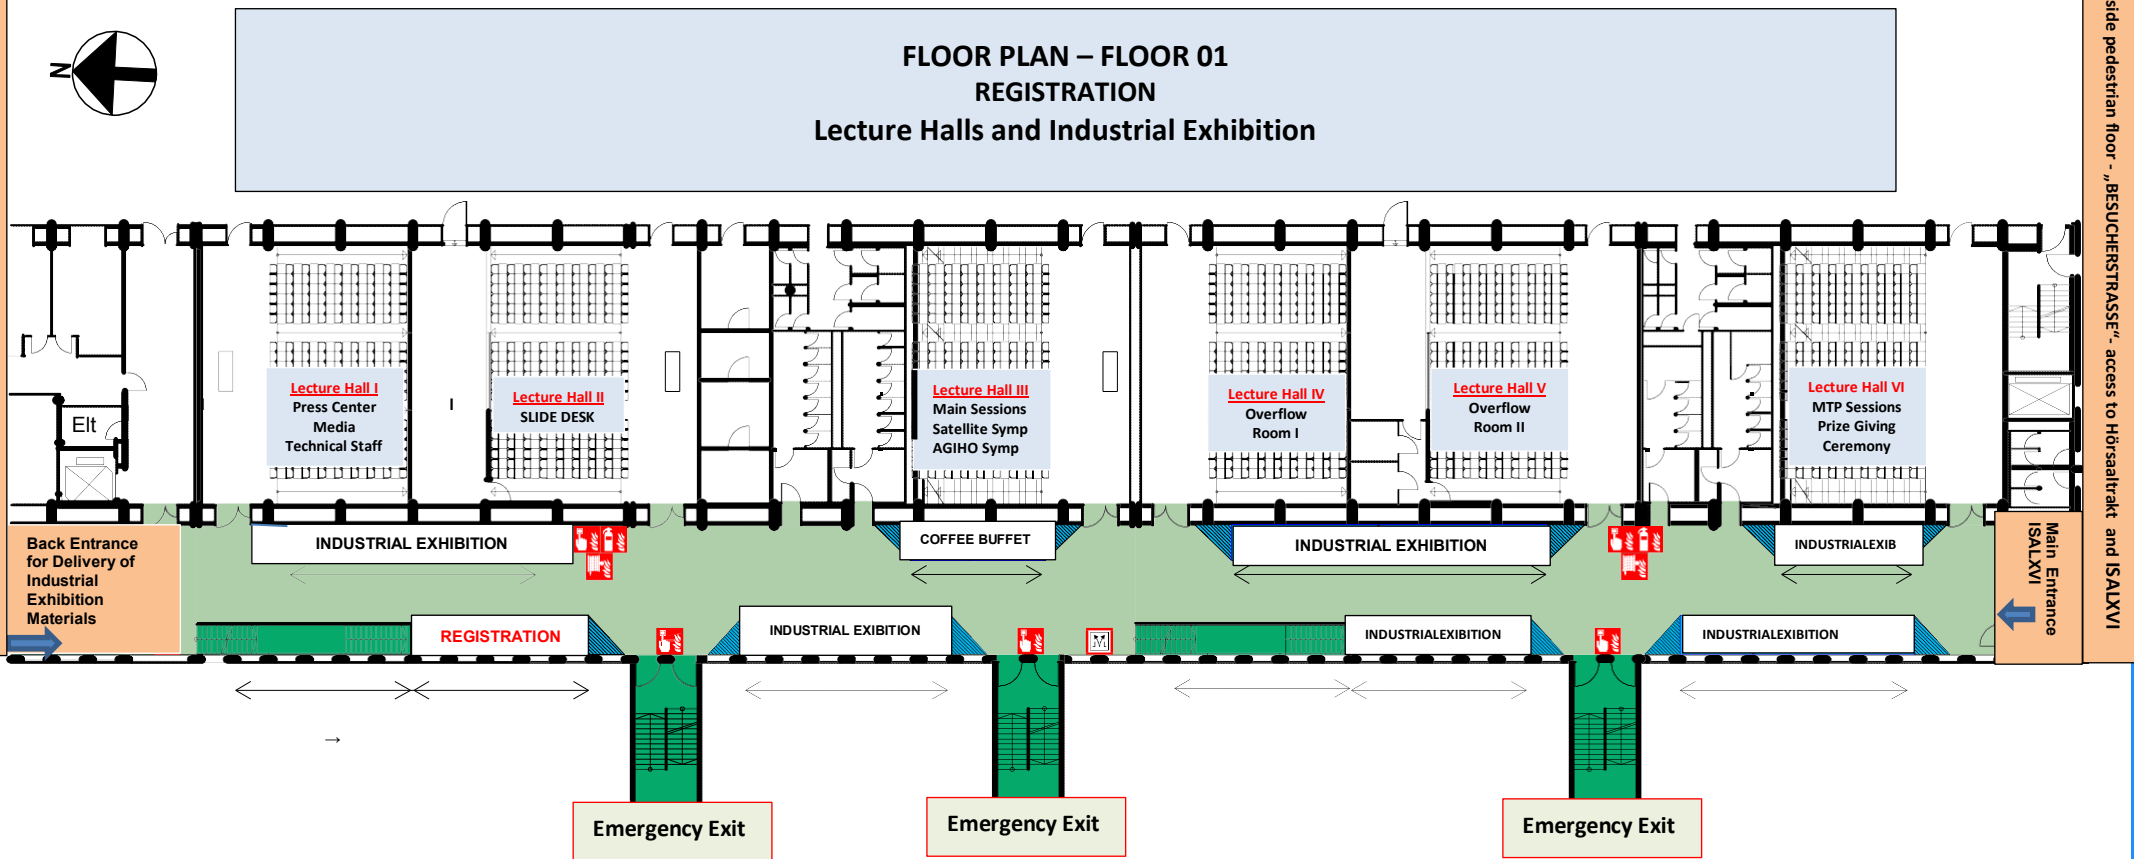 FLOOR PLAN – FLOOR 01
REGISTRATION
Lecture Halls and Industrial Exhibition
N
side pedestrian floor - „BESUCHERSTRASSE“- access to Hörsaaltrakt and ISALXVI
Elt
Lecture Hall I
Press Center
Media
Technical Staff
I
Lecture Hall II
SLIDE DESK
Lecture Hall III
Main Sessions
Satellite Symp
AGIHO Symp
Lecture Hall IV
Overflow
Room I
Lecture Hall V
Overflow
Room II
Lecture Hall VI
MTP Sessions
Prize Giving
Ceremony
Back Entrance
for Delivery of
Industrial
Exhibition
Materials
INDUSTRIAL EXHIBITION
COFFEE BUFFET
INDUSTRIAL EXHIBITION
INDUSTRIALEXIB
Main Entrance
ISALXVI
REGISTRATION
INDUSTRIAL EXIBITION
INDUSTRIALEXIBITION
INDUSTRIALEXIBITION
→
Emergency Exit
Emergency Exit
Emergency Exit